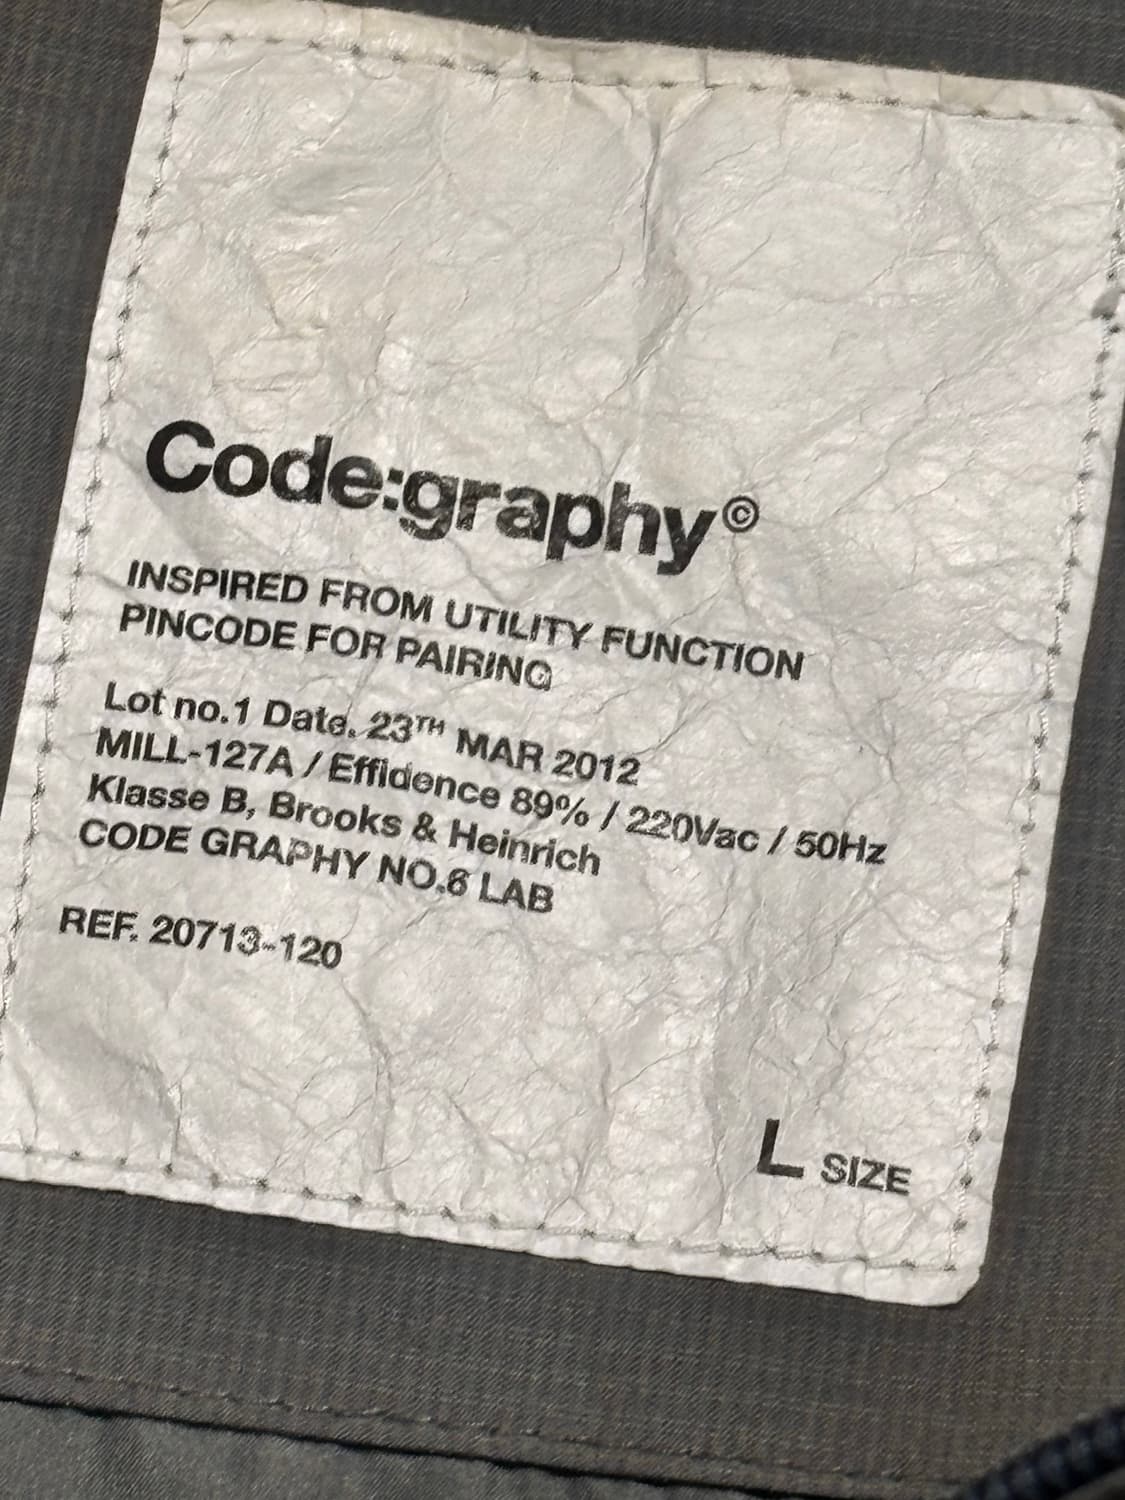 Code:graphy©
INSPIRED FROM UTILITY FUNCTION
PINCODE FOR PAIRING
Lot no.1 Date. 23TH MAR 2012
MILL-127A / Effidence 89% / 220Vac / 50Hz
Klasse B, Brooks & Heinrich
CODE GRAPHY NO.6 LAB
REF. 20713-120
L SIZE